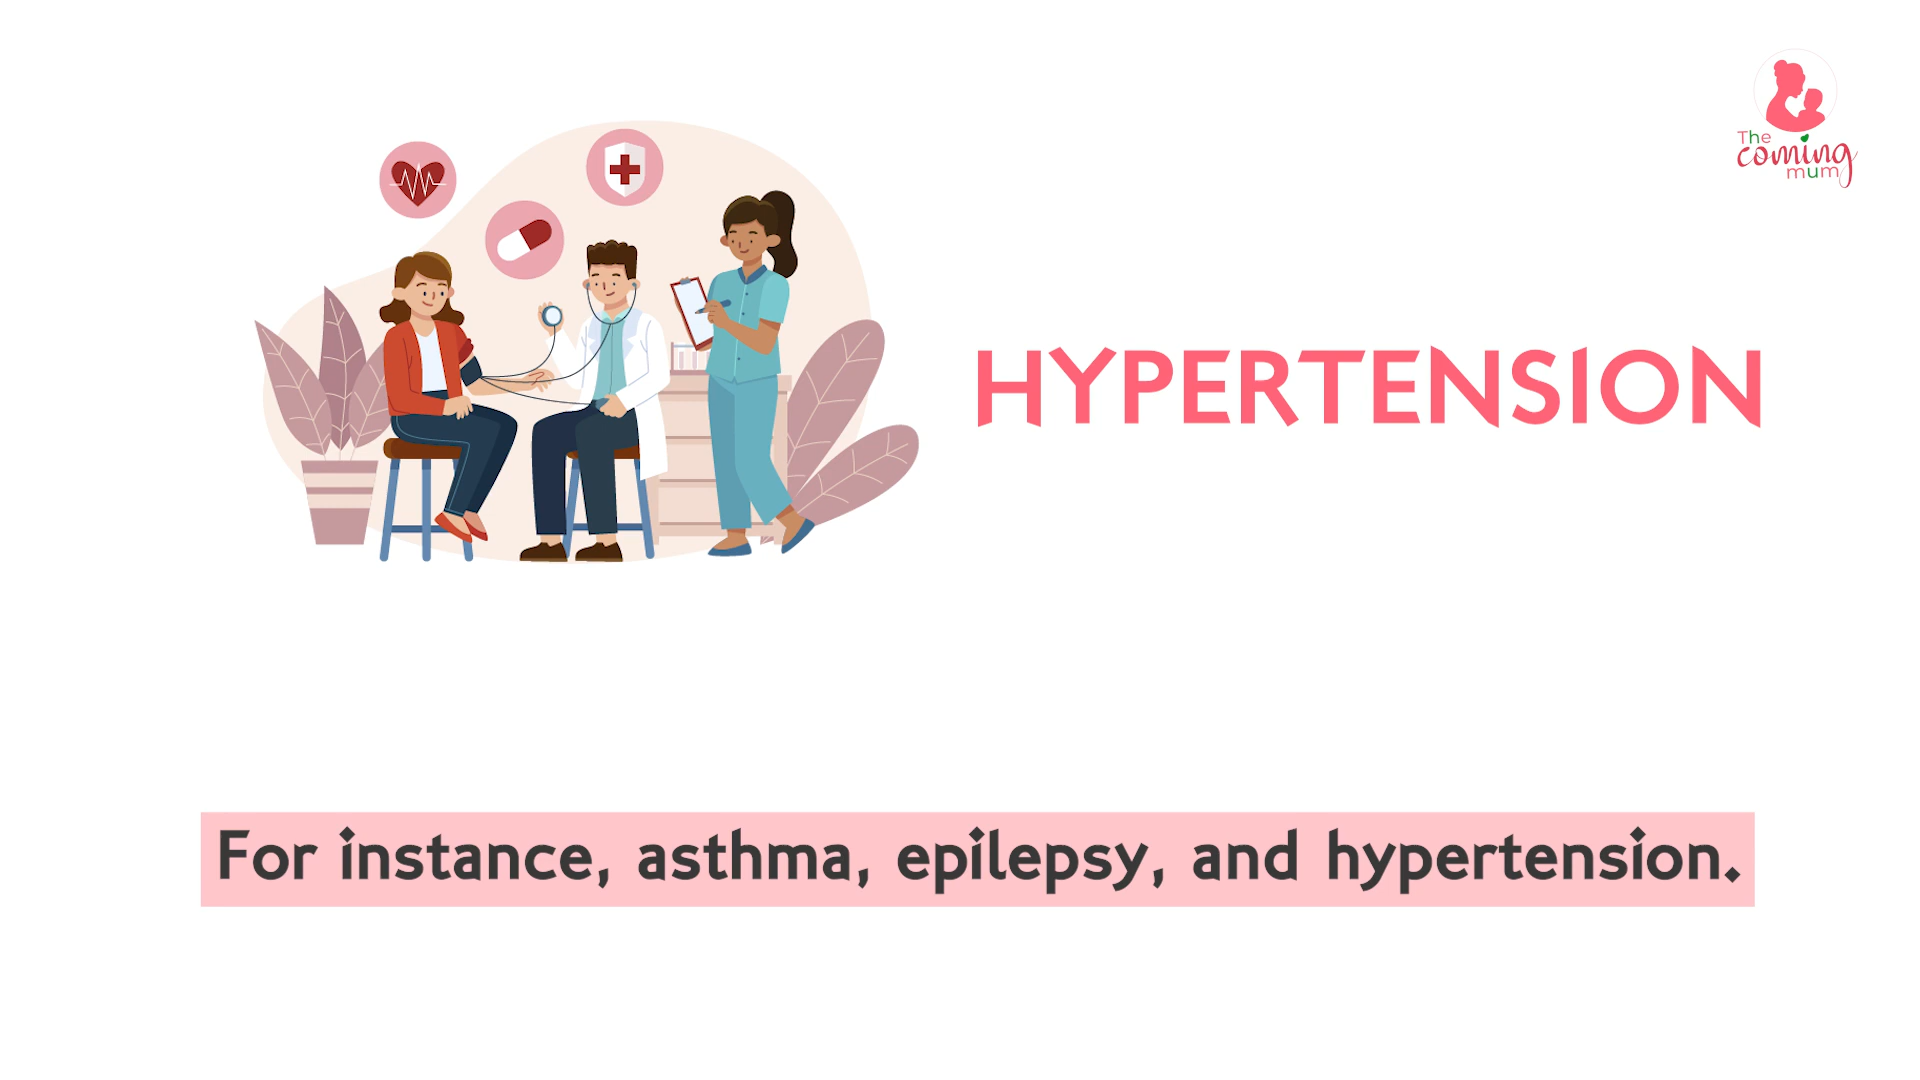 The
coming
mum
HYPERTENSION
For instance, asthma, epilepsy, and hypertension.